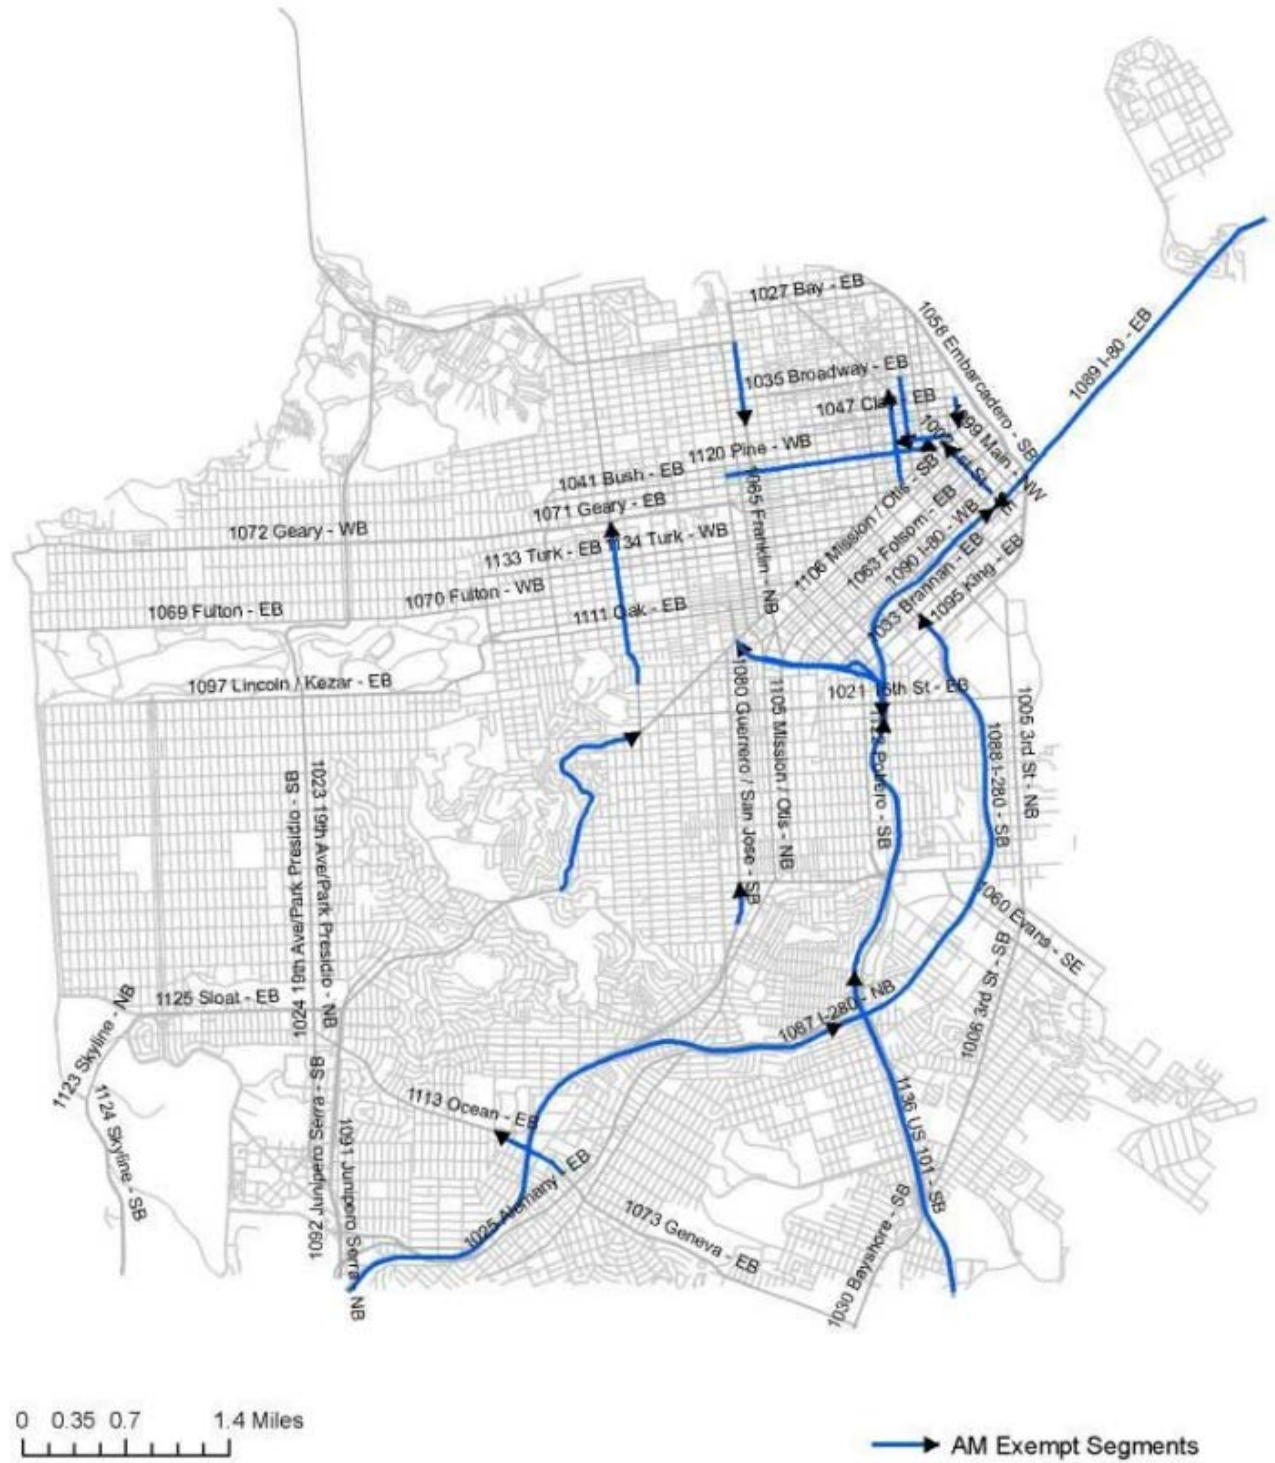 1027 Bay - EB
1058 Embarcadero - SB
1089 I-80 - EB
1035 Broadway - EB
1047 Clay - EB
1099 Main - NW
1st St
1120 Pine - WB
1041 Bush - EB
1065 Franklin - NB
1071 Geary - EB
1072 Geary - WB
1106 Mission / Otis - SB
1063 Folsom - EB
1090 I-80 - WB
1033 Brannan - EB
1095 King - EB
1133 Turk - EB
1134 Turk - WB
1070 Fulton - WB
1069 Fulton - EB
1111 Oak - EB
1097 Lincoln / Kezar - EB
1021 16th St - EB
1080 Guerrero / San Jose - SB
1105 Mission / Otis - NB
Potrero - SB
1088 I-280 - SB
1005 3rd St - NB
1024 19th Ave/Park Presidio - SB
1023 19th Ave/Park Presidio - NB
1060 Evans - SE
1006 3rd St - SB
1125 Sloat - EB
1123 Skyline - NB
1124 Skyline - SB
1087 I-280 - NB
1092 Junipero Serra - SB
1091 Junipero Serra - NB
1113 Ocean - EB
1025 Alemany - EB
1136 US 101 - SB
1073 Geneva - EB
1030 Bayshore - SB
0 0.35 0.7 1.4 Miles
AM Exempt Segments